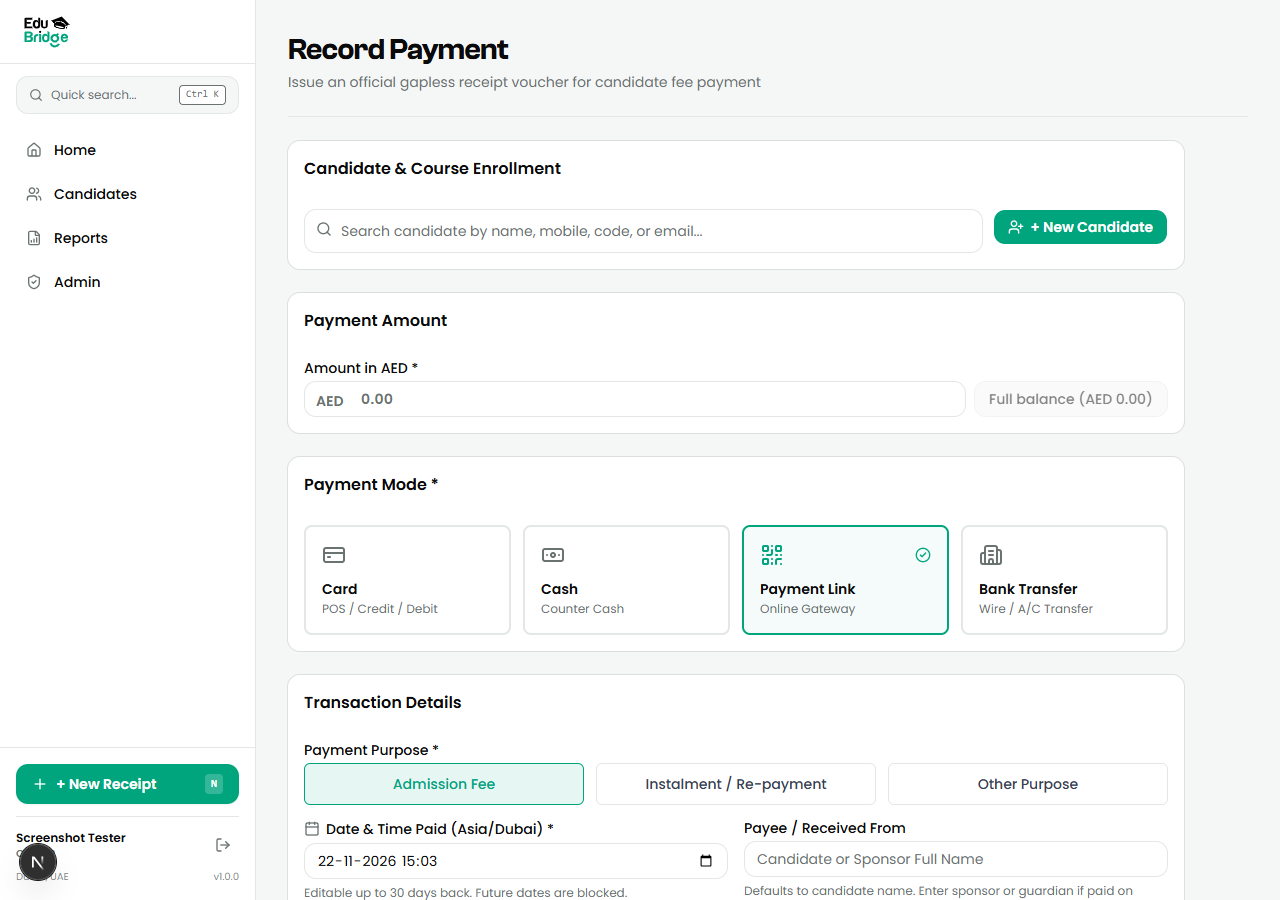 Edu
Bridge
Quick search...
Ctrl K
Home
Candidates
Reports
Admin
+ New Receipt
N
Screenshot Tester
N
UAE
v1.0.0
Record Payment
Issue an official gapless receipt voucher for candidate fee payment
Candidate & Course Enrollment
Search candidate by name, mobile, code, or email...
+ New Candidate
Payment Amount
Amount in AED *
AED 0.00
Full balance (AED 0.00)
Payment Mode *
Card
POS / Credit / Debit
Cash
Counter Cash
Payment Link
Online Gateway
Bank Transfer
Wire / A/C Transfer
Transaction Details
Payment Purpose *
Admission Fee
Instalment / Re-payment
Other Purpose
Date & Time Paid (Asia/Dubai) *
22-11-2026 15:03
Editable up to 30 days back. Future dates are blocked.
Payee / Received From
Candidate or Sponsor Full Name
Defaults to candidate name. Enter sponsor or guardian if paid on